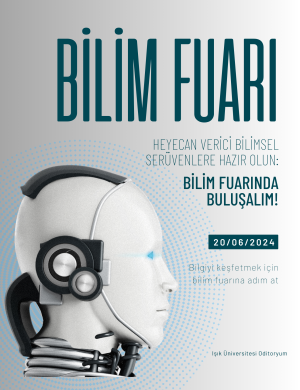 BİLİM FUARI
HEYECAN VERİCİ BİLİMSEL
SERÜVENLERE HAZIR OLUN:
BİLİM FUARINDA
BULUŞALIM!
20/06/2024
Bilgiyi keşfetmek için
bilim fuarına adım at
Işık Üniversitesi Oditoryum